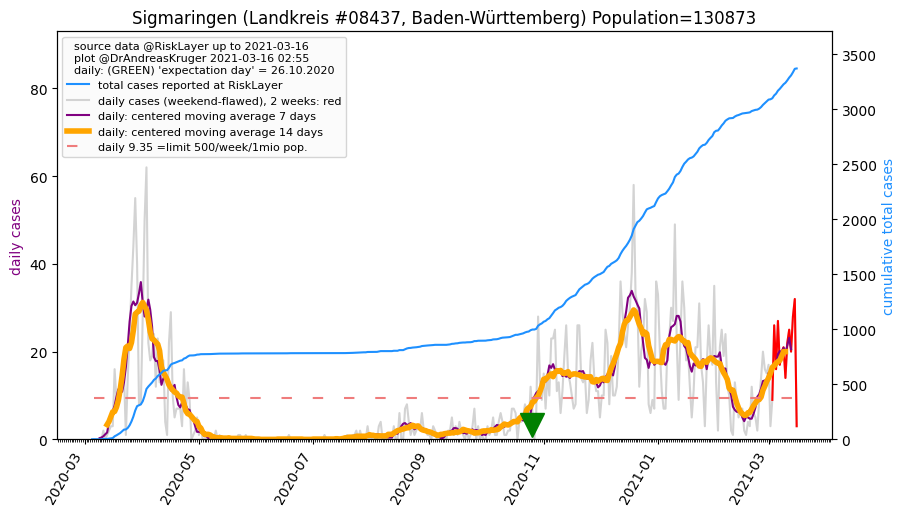 Sigmaringen (Landkreis #08437, Baden-Württemberg) Population=130873
source data @RiskLayer up to 2021-03-16
plot @DrAndreasKruger 2021-03-16 02:55
daily: (GREEN) 'expectation day' = 26.10.2020
total cases reported at RiskLayer
daily cases (weekend-flawed), 2 weeks: red
daily: centered moving average 7 days
daily: centered moving average 14 days
daily 9.35 =limit 500/week/1mio pop.
daily cases
80
60
40
20
0
cumulative total cases
3500
3000
2500
2000
1500
1000
500
0
2020-03
2020-05
2020-07
2020-09
2020-11
2021-01
2021-03